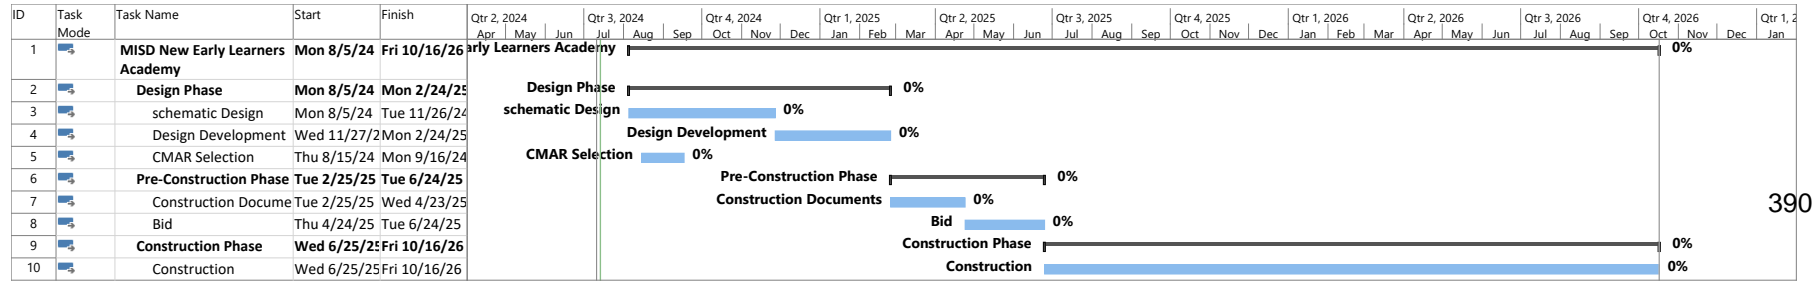 ID Task Mode Task Name Start Finish Qtr 2, 2024 Qtr 3, 2024 Qtr 4, 2024 Qtr 1, 2025 Qtr 2, 2025 Qtr 3, 2025 Qtr 4, 2025 Qtr 1, 2026 Qtr 2, 2026 Qtr 3, 2026 Qtr 4, 2026 Qtr 1, 2
Apr May Jun Jul Aug Sep Oct Nov Dec Jan Feb Mar Apr May Jun Jul Aug Sep Oct Nov Dec Jan Feb Mar Apr May Jun Jul Aug Sep Oct Nov Dec Jan
1 MISD New Early Learners Academy Mon 8/5/24 Fri 10/16/26 arly Learners Academy 0%
2 Design Phase Mon 8/5/24 Mon 2/24/25 Design Phase 0%
3 schematic Design Mon 8/5/24 Tue 11/26/24 schematic Design 0%
4 Design Development Wed 11/27/2 Mon 2/24/25 Design Development 0%
5 CMAR Selection Thu 8/15/24 Mon 9/16/24 CMAR Selection 0%
6 Pre-Construction Phase Tue 2/25/25 Tue 6/24/25 Pre-Construction Phase 0%
7 Construction Docume Tue 2/25/25 Wed 4/23/25 Construction Documents 0%
390
8 Bid Thu 4/24/25 Tue 6/24/25 Bid 0%
9 Construction Phase Wed 6/25/25 Fri 10/16/26 Construction Phase 0%
10 Construction Wed 6/25/25 Fri 10/16/26 Construction 0%